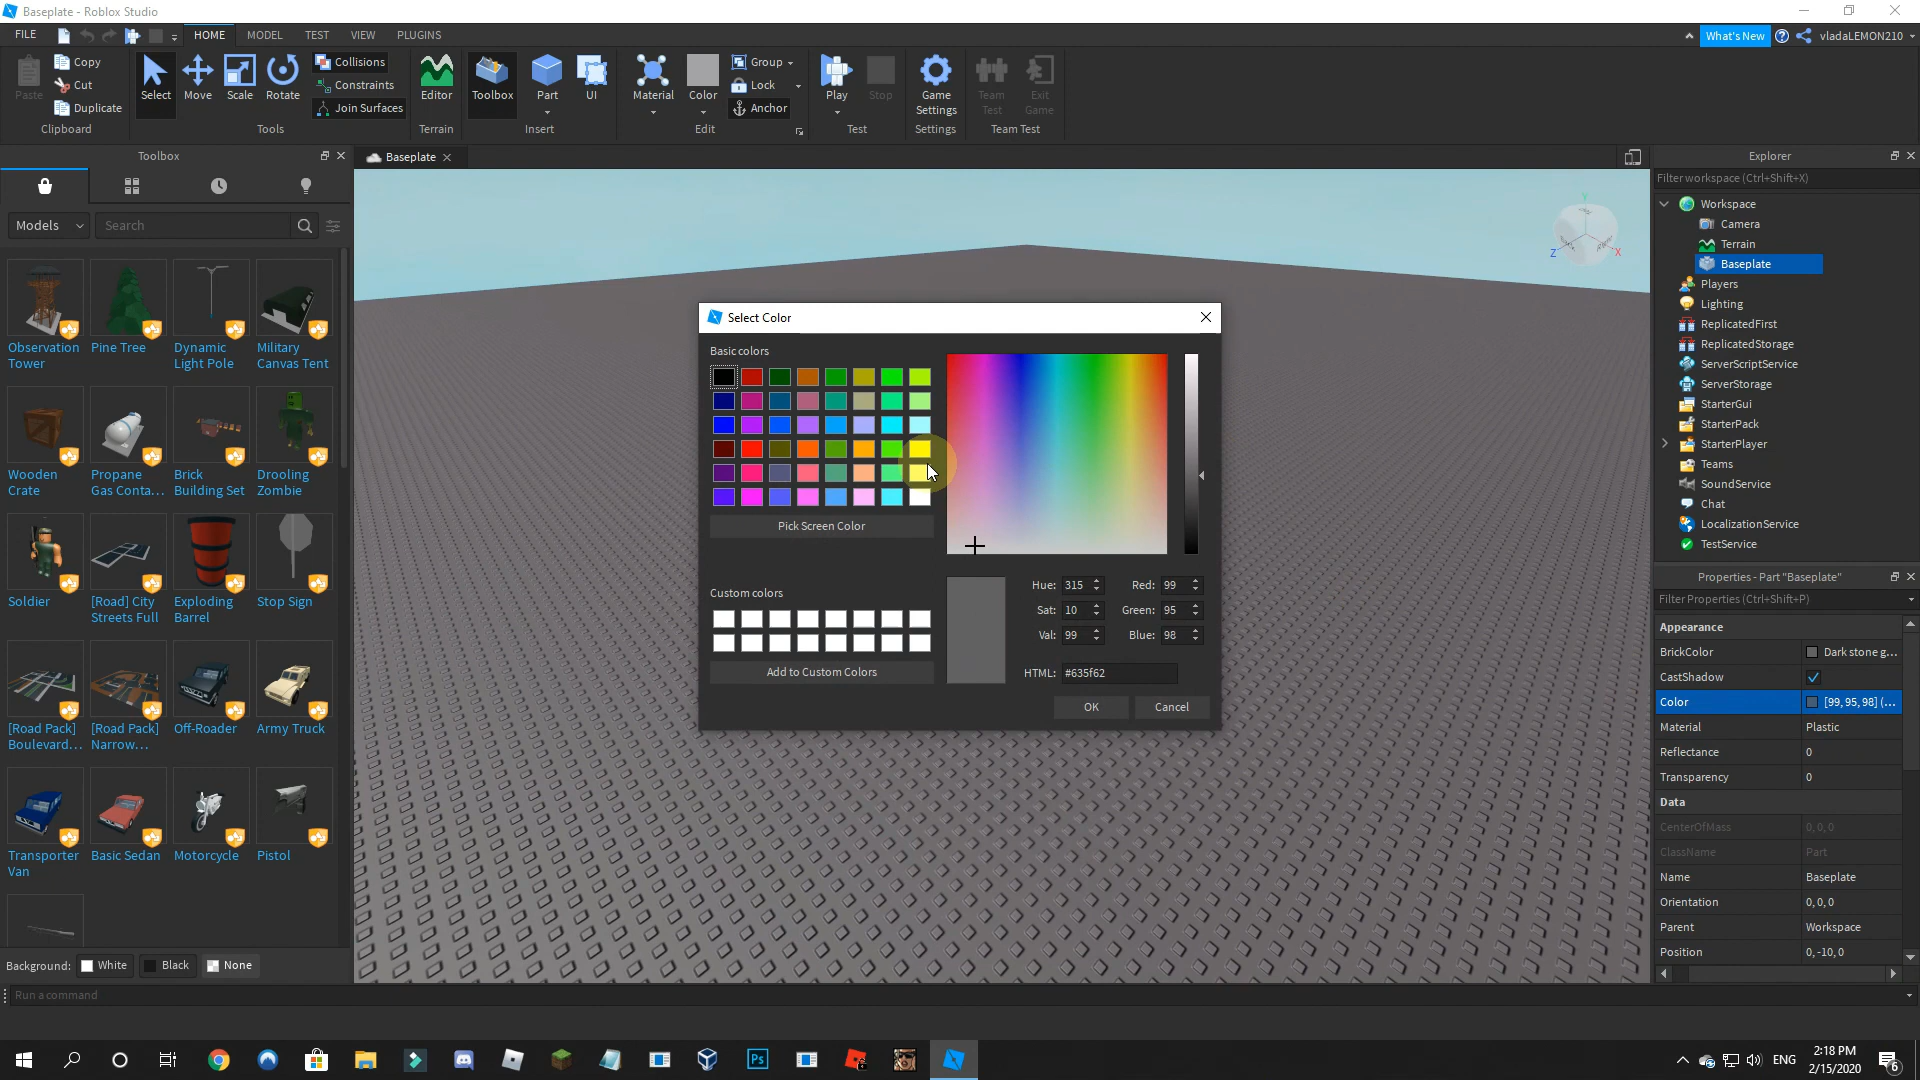 Baseplate - Roblox Studio
FILE
HOME
MODEL
TEST
VIEW
PLUGINS
What's New
vladaLEMON210
Paste
Copy
Cut
Duplicate
Clipboard
Select
Move
Scale
Rotate
Collisions
Constraints
Join Surfaces
Tools
Editor
Terrain
Toolbox
Part
UI
Insert
Material
Color
Group
Lock
Anchor
Edit
Play
Stop
Test
Game
Settings
Settings
Team
Test
Exit
Game
Team Test
Toolbox
Models
Search
Observation
Tower
Pine Tree
Dynamic
Light Pole
Military
Canvas Tent
Wooden
Crate
Propane
Gas Conta...
Brick
Building Set
Drooling
Zombie
Soldier
[Road] City
Streets Full
Exploding
Barrel
Stop Sign
[Road Pack]
Boulevard...
[Road Pack]
Narrow...
Off-Roader
Army Truck
Transporter
Van
Basic Sedan
Motorcycle
Pistol
Background:
White
Black
None
Run a command
Baseplate
Y
Z
X
Select Color
Basic colors
Pick Screen Color
Custom colors
Add to Custom Colors
Hue: 315
Red: 99
Sat: 10
Green: 95
Val: 99
Blue: 98
HTML: #635f62
OK
Cancel
Explorer
Filter workspace (Ctrl+Shift+X)
Workspace
Camera
Terrain
Baseplate
Players
Lighting
ReplicatedFirst
ReplicatedStorage
ServerScriptService
ServerStorage
StarterGui
StarterPack
StarterPlayer
Teams
SoundService
Chat
LocalizationService
TestService
Properties - Part "Baseplate"
Filter Properties (Ctrl+Shift+P)
Appearance
BrickColor Dark stone g...
CastShadow
Color [99, 95, 98] (...
Material Plastic
Reflectance 0
Transparency 0
Data
CenterOfMass 0, 0, 0
ClassName Part
Name Baseplate
Orientation 0, 0, 0
Parent Workspace
Position 0, -10, 0
Ps
ENG
2:18 PM
2/15/2020
6